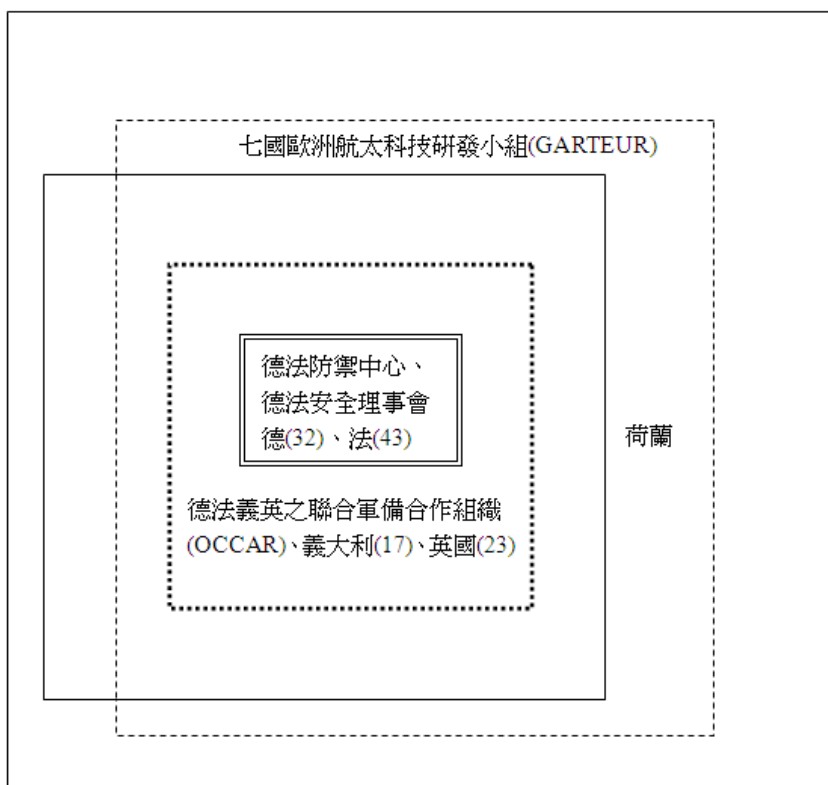 七國歐洲航太科技研發小組(GARTEUR)
德法防禦中心、
德法安全理事會
德(32)、法(43)
荷蘭
德法義英之聯合軍備合作組織
(OCCAR)、義大利(17)、英國(23)